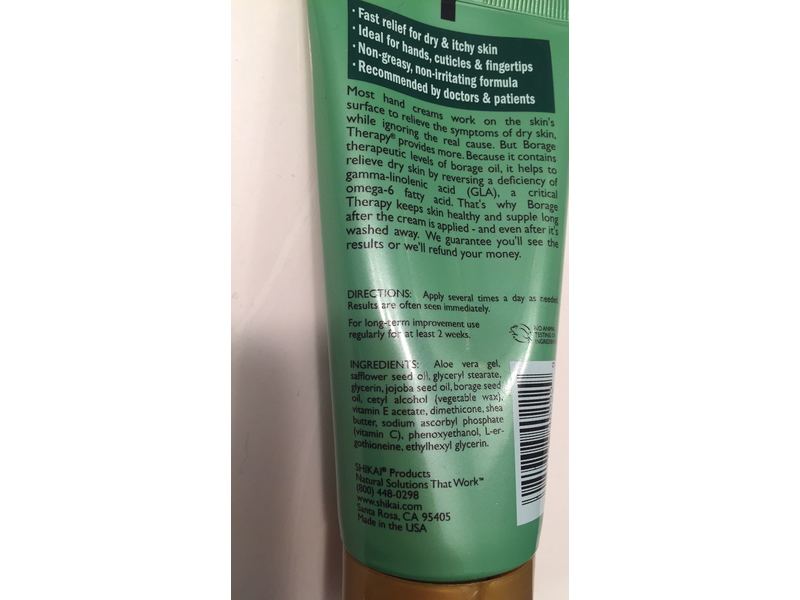 · Fast relief for dry & itchy skin
· Ideal for hands, cuticles & fingertips
· Non-greasy, non-irritating formula
· Recommended by doctors & patients
Most hand creams work on the skin's
surface to relieve the symptoms of dry skin,
while ignoring the real cause. But Borage
Therapy® provides more. Because it contains
therapeutic levels of borage oil, it helps to
relieve dry skin by reversing a deficiency of
gamma-linolenic acid (GLA), a critical
omega-6 fatty acid. That's why Borage
Therapy keeps skin healthy and supple long
after the cream is applied - and even after it's
washed away. We guarantee you'll see the
results or we'll refund your money.
DIRECTIONS: Apply several times a day as needed.
Results are often seen immediately.
For long-term improvement use
regularly for at least 2 weeks.
NO ANIMAL
TESTING OR
INGREDIENTS
INGREDIENTS: Aloe vera gel,
safflower seed oil, glyceryl stearate,
glycerin, jojoba seed oil, borage seed
oil, cetyl alcohol (vegetable wax),
vitamin E acetate, dimethicone, shea
butter, sodium ascorbyl phosphate
(vitamin C), phenoxyethanol, L-er-
gothioneine, ethylhexyl glycerin.
SHIKAI® Products
Natural Solutions That Work™
(800) 448-0298
www.shikai.com
Santa Rosa, CA 95405
Made in the USA